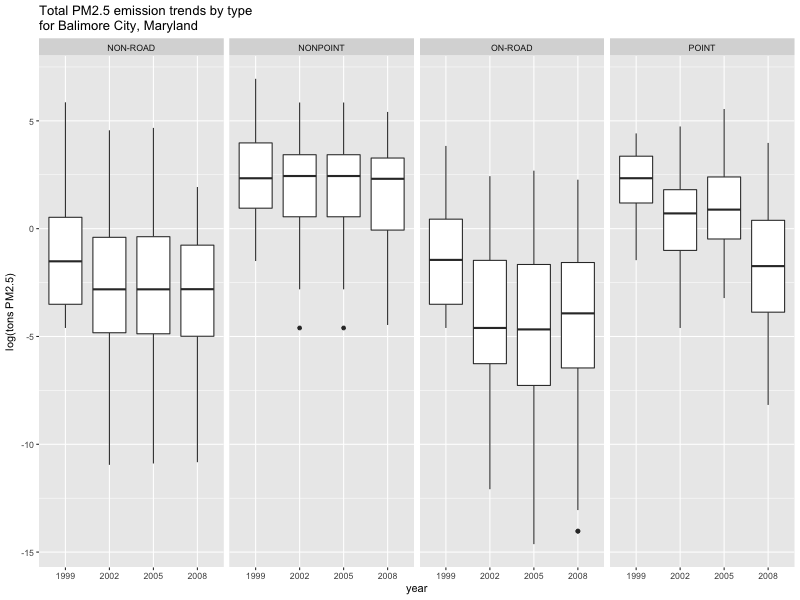 Total PM2.5 emission trends by type
for Balimore City, Maryland
NON-ROAD NONPOINT ON-ROAD POINT
5
0
-5
-10
-15
log(tons PM2.5)
1999 2002 2005 2008 1999 2002 2005 2008 1999 2002 2005 2008 1999 2002 2005 2008
year